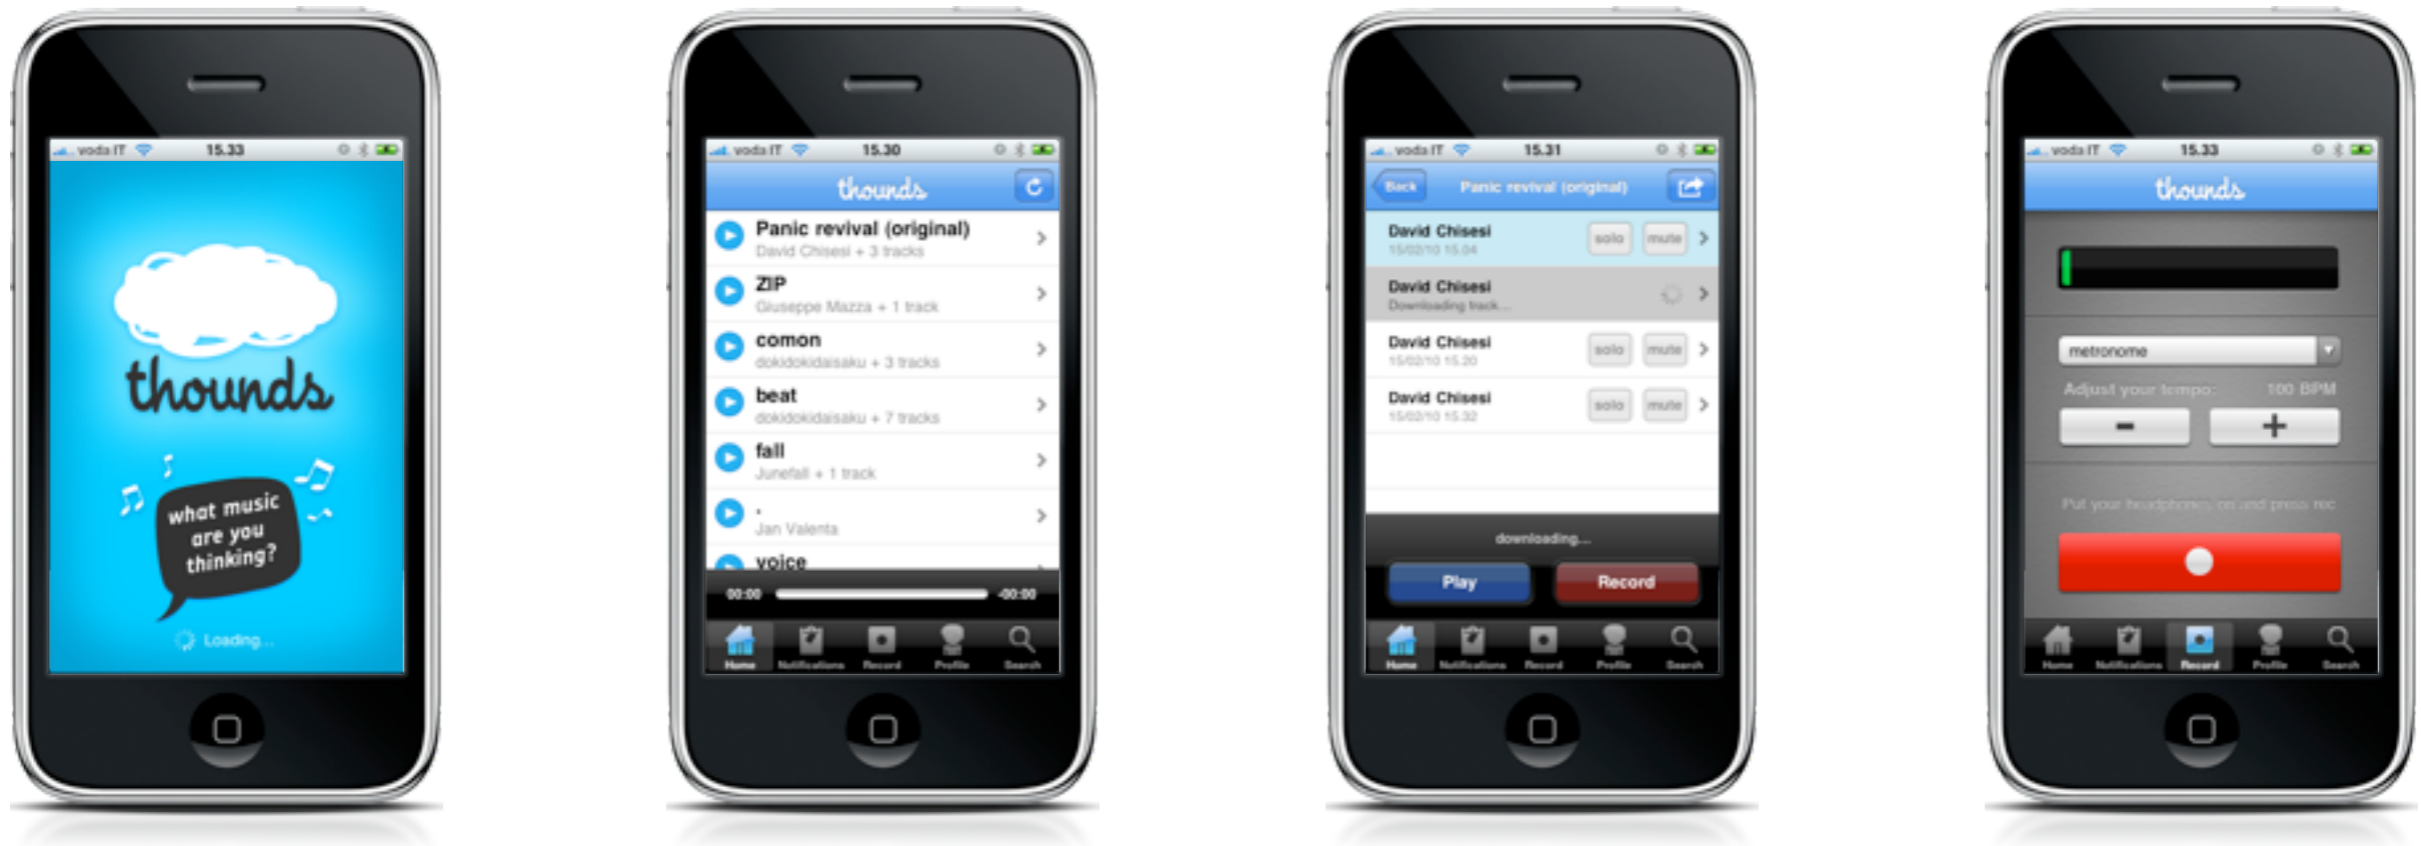 voda IT 15.33
thounds
what music
are you
thinking?
Loading...
voda IT 15.30
thounds
Panic revival (original)
David Chisesi + 3 tracks
ZIP
Giuseppe Mazza + 1 track
comon
dokidokidaisaku + 3 tracks
beat
dokidokidaisaku + 7 tracks
fall
Junefall + 1 track
.
Jan Valenta
voice
00:00 -00:00
Home Notifications Record Profile Search
voda IT 15.31
Back Panic revival (original)
David Chisesi solo mute
15/02/10 15.04
David Chisesi
Downloading track...
David Chisesi solo mute
15/02/10 15.20
David Chisesi solo mute
15/02/10 15.32
downloading...
Play Record
Home Notifications Record Profile Search
voda IT 15.33
thounds
metronome
Adjust your tempo: 100 BPM
- +
Put your headphones on and press rec
Home Notifications Record Profile Search